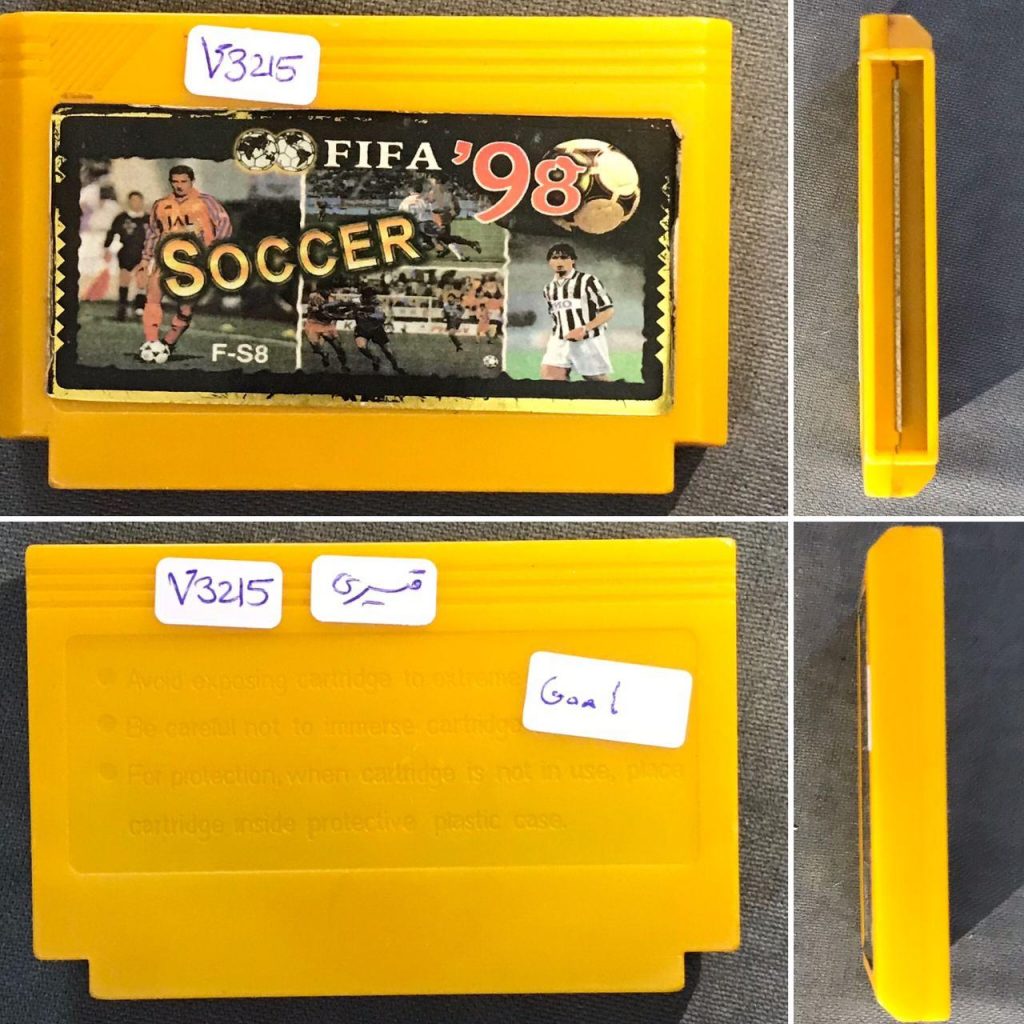 V3215
FIFA '98
JAL
SOCCER
F-S8
V3215
قیری
Avoid exposing cartridge to extreme
Goal
Be careful not to immerse cartridge
For protection, when cartridge is not in use, place
cartridge inside protective plastic case.